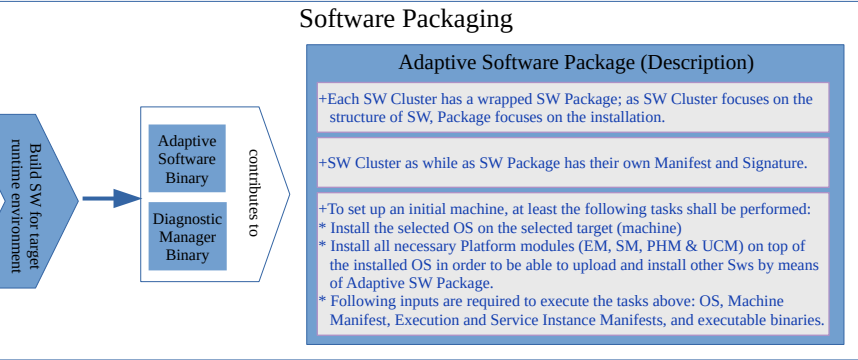 Software Packaging
Build SW for target
runtime environment
Adaptive
Software
Binary
Diagnostic
Manager
Binary
contributes to
Adaptive Software Package (Description)
+Each SW Cluster has a wrapped SW Package; as SW Cluster focuses on the
structure of SW, Package focuses on the installation.
+SW Cluster as while as SW Package has their own Manifest and Signature.
+To set up an initial machine, at least the following tasks shall be performed:
* Install the selected OS on the selected target (machine)
* Install all necessary Platform modules (EM, SM, PHM & UCM) on top of
the installed OS in order to be able to upload and install other Sws by means
of Adaptive SW Package.
* Following inputs are required to execute the tasks above: OS, Machine
Manifest, Execution and Service Instance Manifests, and executable binaries.